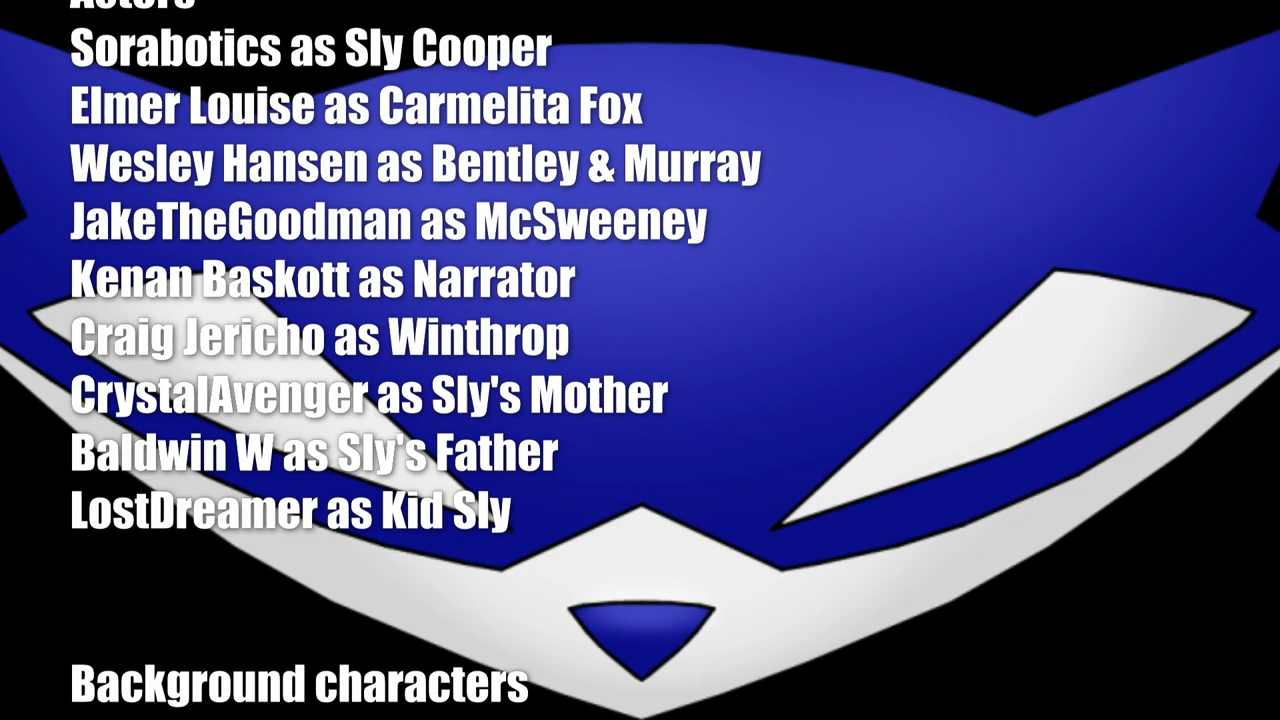 Actors
Sorabotics as Sly Cooper
Elmer Louise as Carmelita Fox
Wesley Hansen as Bentley & Murray
JakeTheGoodman as McSweeney
Kenan Baskott as Narrator
Craig Jericho as Winthrop
CrystalAvenger as Sly's Mother
Baldwin W as Sly's Father
LostDreamer as Kid Sly
Background characters